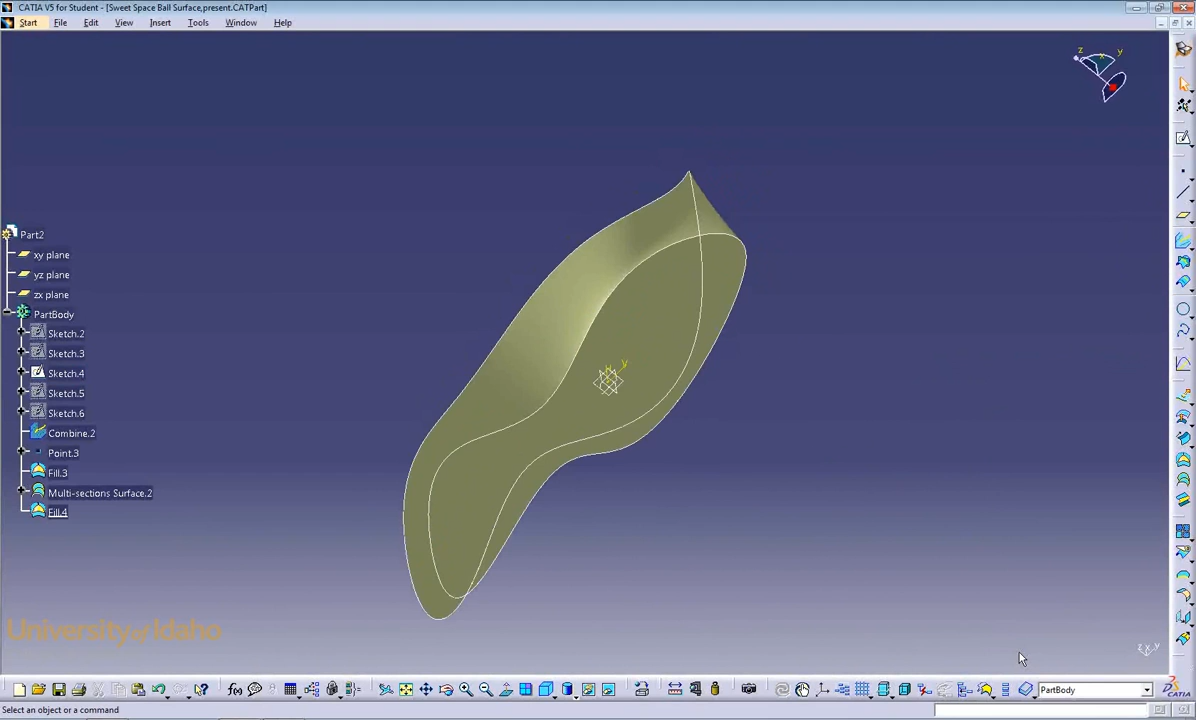 CATIA V5 for Student - [Sweet Space Ball Surface,present.CATPart]
Start File Edit View Insert Tools Window Help
z x y
Part2
xy plane
yz plane
zx plane
PartBody
Sketch.2
Sketch.3
Sketch.4
Sketch.5
Sketch.6
Combine.2
Point.3
Fill.3
Multi-sections Surface.2
Fill.4
H y
University of Idaho
z x y
f(x) PartBody
CATIA
Select an object or a command